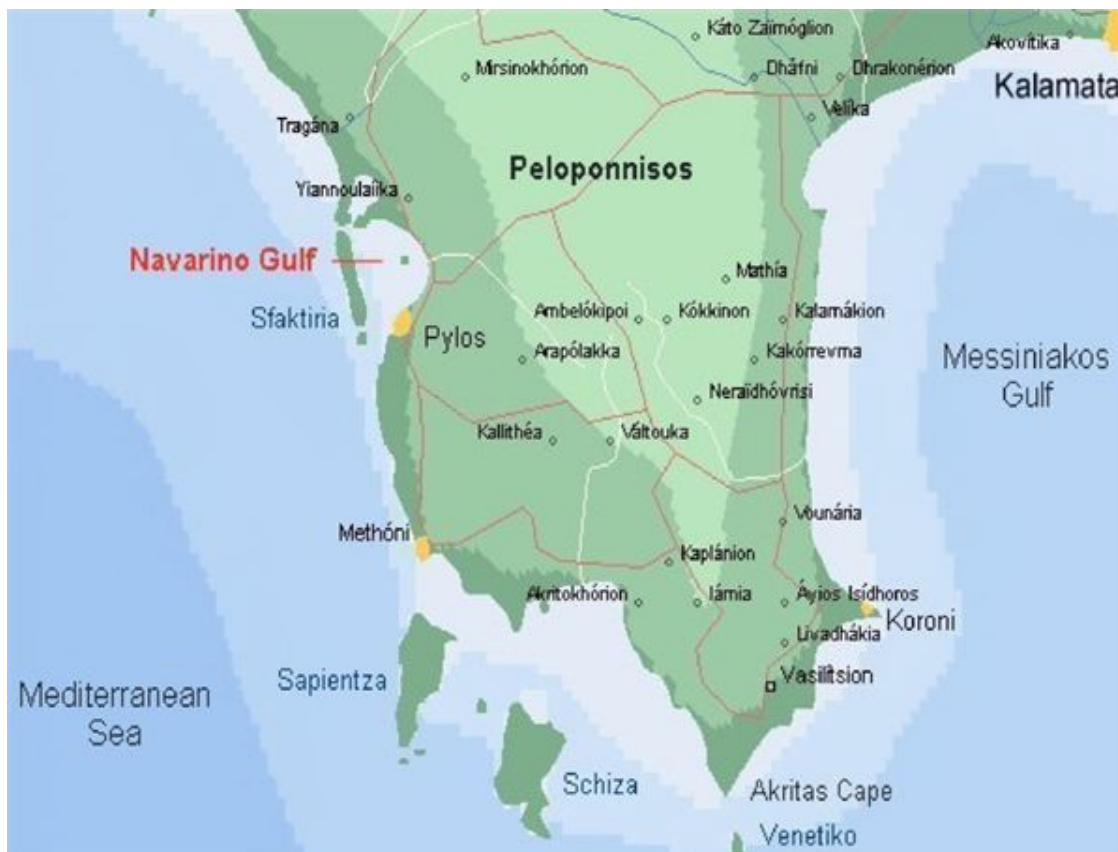 Káto Zaïmóglion
Akovítika
Mirsinokhórion
Dháfni
Dhrakonérion
Kalamata
Tragána
Velíka
Peloponnisos
Yiannoulaíika
Navarino Gulf
Mathía
Sfaktiria
Ambelókipoi
Kókkinon
Kalamákion
Pylos
Arapólakka
Kakórrevma
Messiniakos
Gulf
Neraïdhóvrisi
Kallithéa
Váltouka
Vounária
Methóni
Kaplánion
Akritokhórion
Iámia
Áyios Isídhoros
Koroni
Livadhákia
Sapientza
Vasilítsion
Mediterranean
Sea
Schiza
Akritas Cape
Venetiko